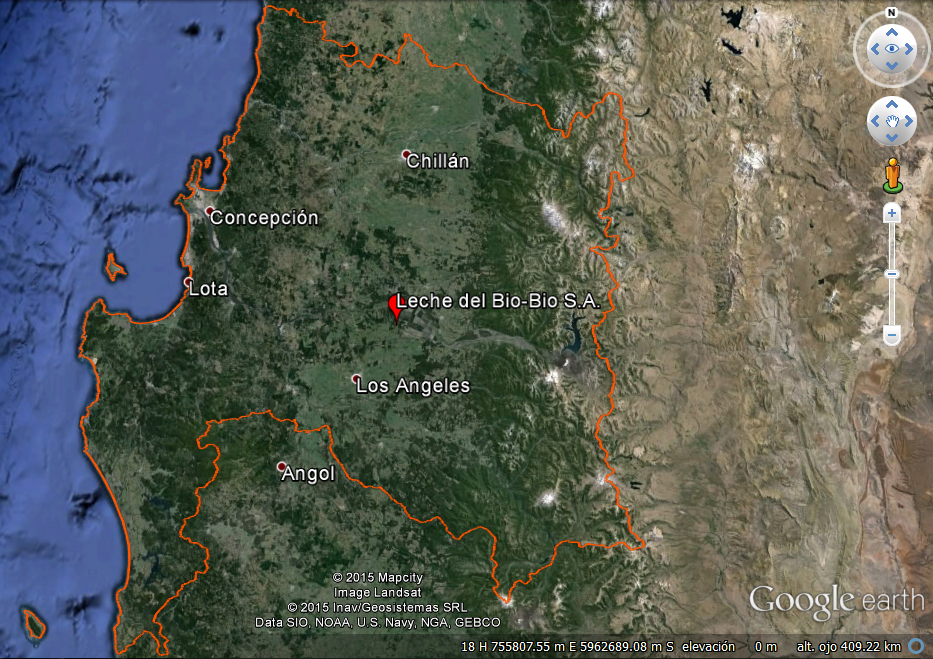 N
Chillán
Concepción
Lota
Leche del Bio-Bio S.A.
Los Angeles
Angol
© 2015 Mapcity
Image Landsat
© 2015 Inav/Geosistemas SRL
Data SIO, NOAA, U.S. Navy, NGA, GEBCO
Google earth
18 H 755807.55 m E 5962689.08 m S elevación 0 m alt. ojo 409.22 km